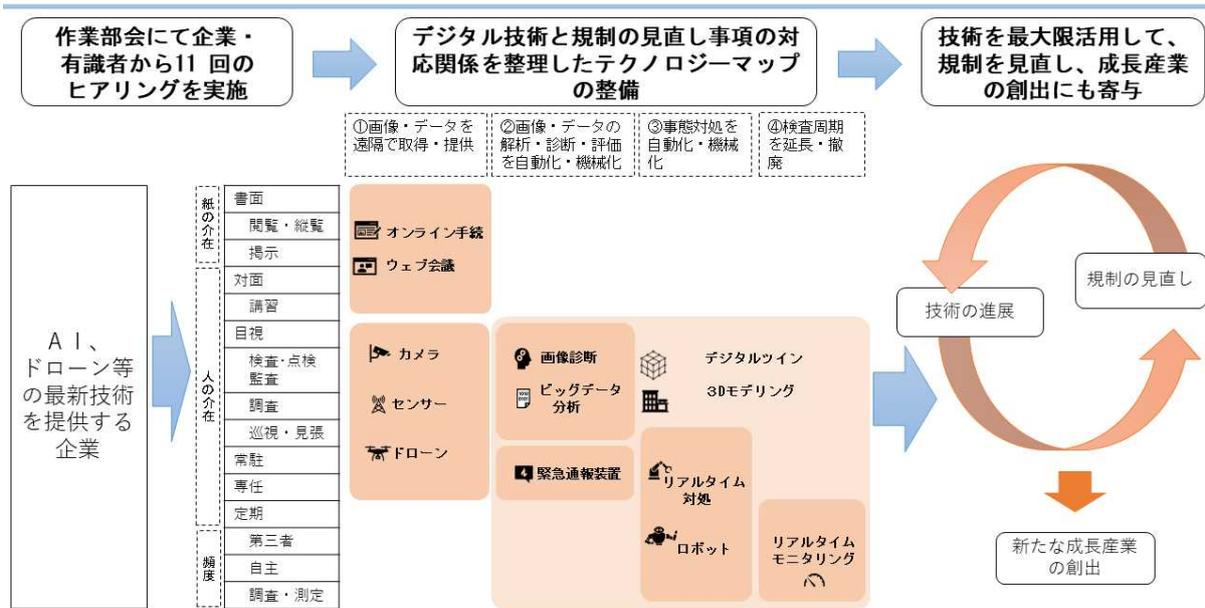 作業部会にて企業・
有識者から11 回の
ヒアリングを実施
デジタル技術と規制の見直し事項の対
応関係を整理したテクノロジーマップ
の整備
技術を最大限活用して、
規制を見直し、成長産業
の創出にも寄与
①画像・データを
遠隔で取得・提供
②画像・データの
解析・診断・評価
を自動化・機械化
③事態対処を
自動化・機械
化
④検査周期
を延長・撤
廃
ＡＩ、
ドローン等
の最新技術
を提供する
企業
紙の介在
人の介在
頻度
書面
閲覧・縦覧
掲示
対面
講習
目視
検査・点検
監査
調査
巡視・見張
常駐
専任
定期
第三者
自主
調査・測定
オンライン手続
ウェブ会議
カメラ
センサー
ドローン
画像診断
ビッグデータ
分析
緊急通報装置
デジタルツイン
3Dモデリング
リアルタイム
対処
ロボット
リアルタイム
モニタリング
規制の見直し
技術の進展
新たな成長産業
の創出